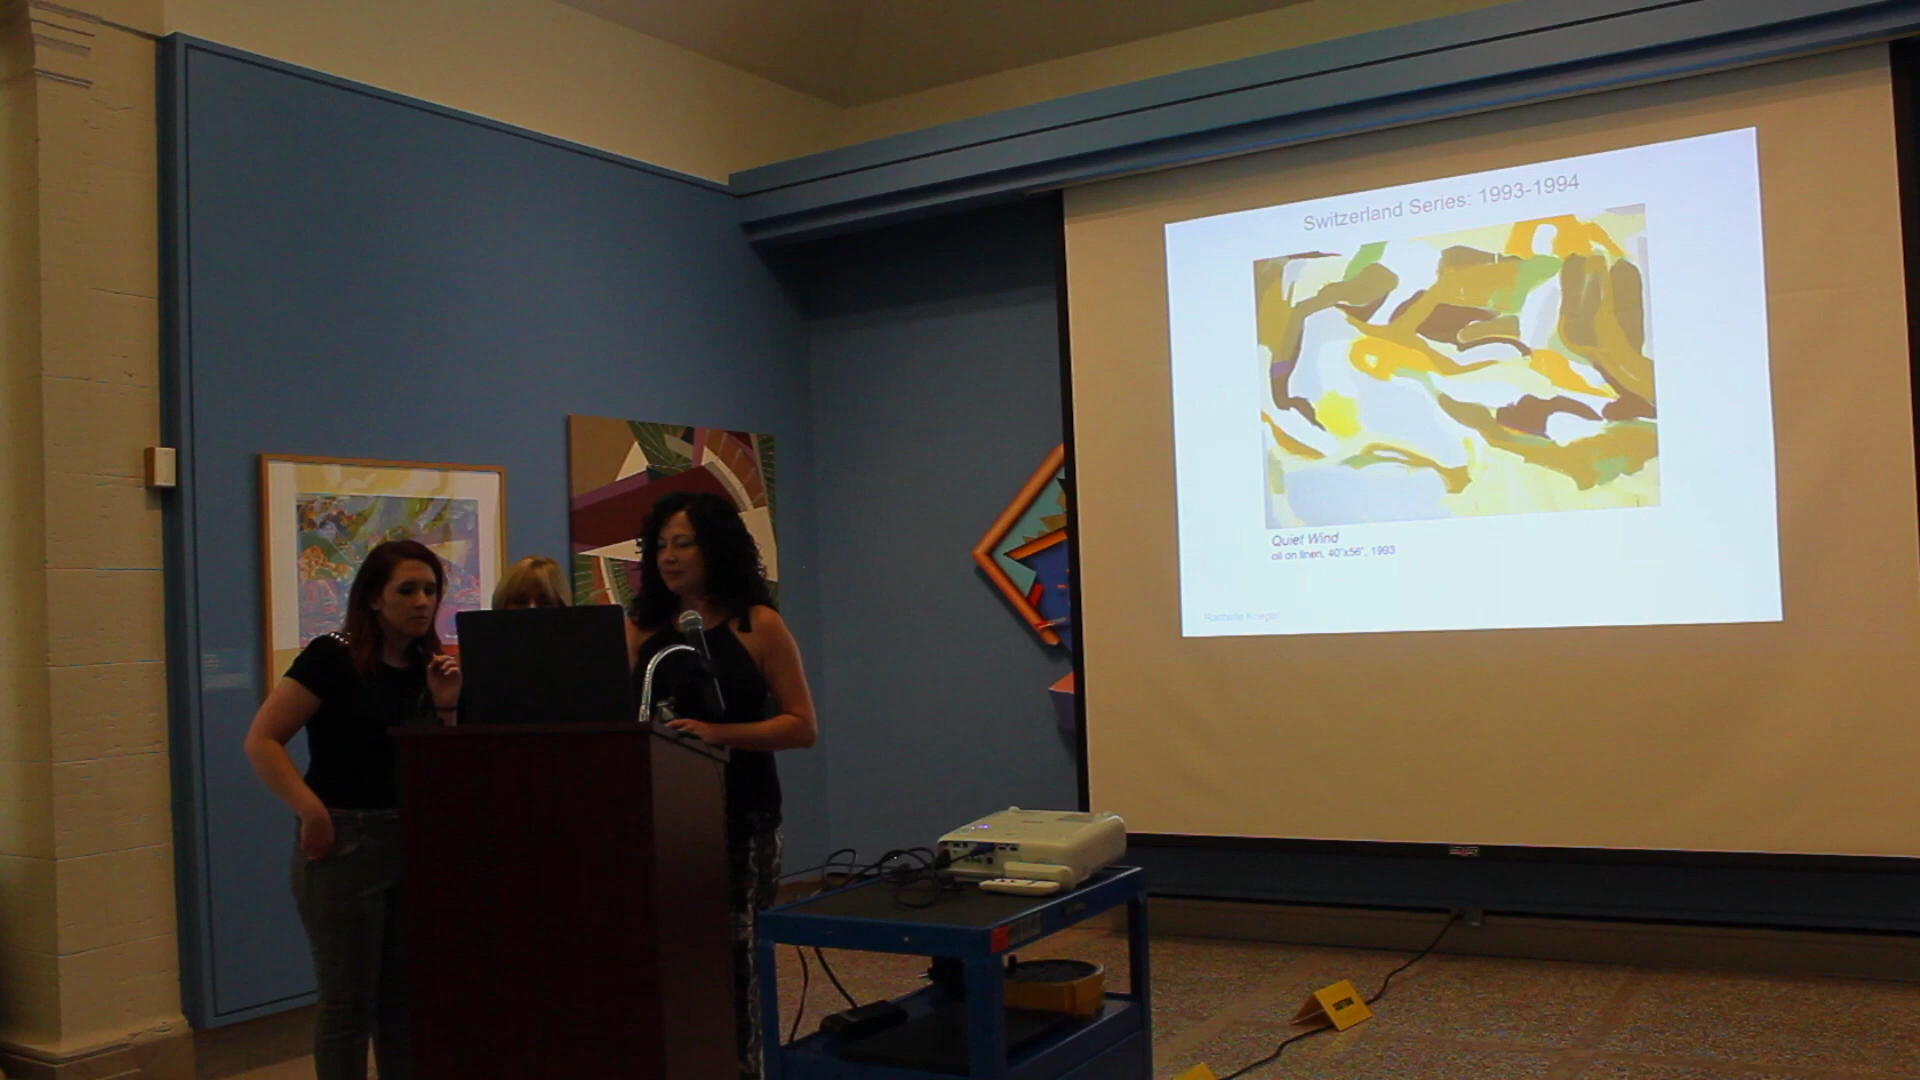 Switzerland Series: 1993-1994
Quiet Wind
oil on linen, 40"x56", 1993